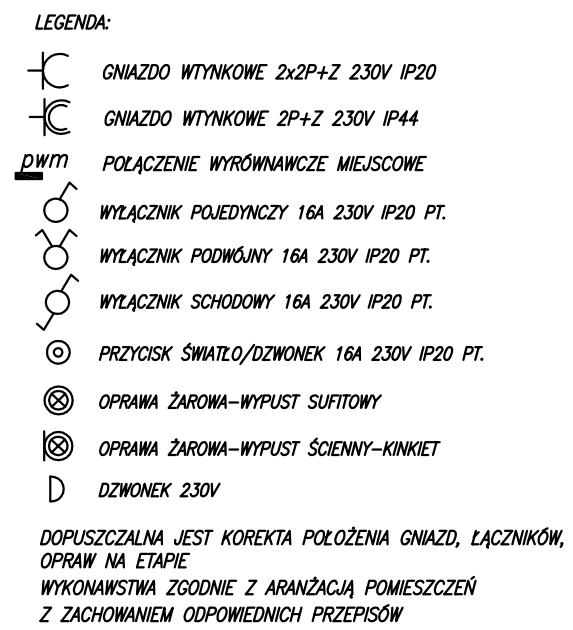 LEGENDA:
GNIAZDO WTYNKOWE 2x2P+Z 230V IP20
GNIAZDO WTYNKOWE 2P+Z 230V IP44
pwm POŁĄCZENIE WYRÓWNAWCZE MIEJSCOWE
WYŁĄCZNIK POJEDYNCZY 16A 230V IP20 PT.
WYŁĄCZNIK PODWÓJNY 16A 230V IP20 PT.
WYŁĄCZNIK SCHODOWY 16A 230V IP20 PT.
PRZYCISK ŚWIATŁO/DZWONEK 16A 230V IP20 PT.
OPRAWA ŻAROWA-WYPUST SUFITOWY
OPRAWA ŻAROWA-WYPUST ŚCIENNY-KINKIET
DZWONEK 230V
DOPUSZCZALNA JEST KOREKTA POŁOŻENIA GNIAZD, ŁĄCZNIKÓW,
OPRAW NA ETAPIE
WYKONAWSTWA ZGODNIE Z ARANŻACJĄ POMIESZCZEŃ
Z ZACHOWANIEM ODPOWIEDNICH PRZEPISÓW